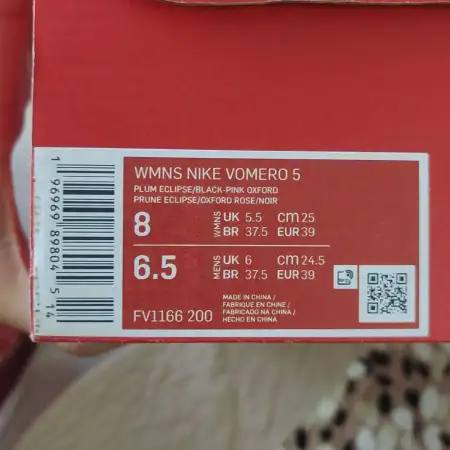 WMNS NIKE VOMERO 5
PLUM ECLIPSE/BLACK-PINK OXFORD
PRUNE ECLIPSE/OXFORD ROSE/NOIR
8 WMNS UK 5.5 CM 25
BR 37.5 EUR 39
6.5 MENS UK 6 CM 24.5
BR 37.5 EUR 39
MADE IN CHINA /
FABRIQUE EN CHINE /
FABRICADO NA CHINA /
HECHO EN CHINA
FV1166 200
1 96969 89804 5 14